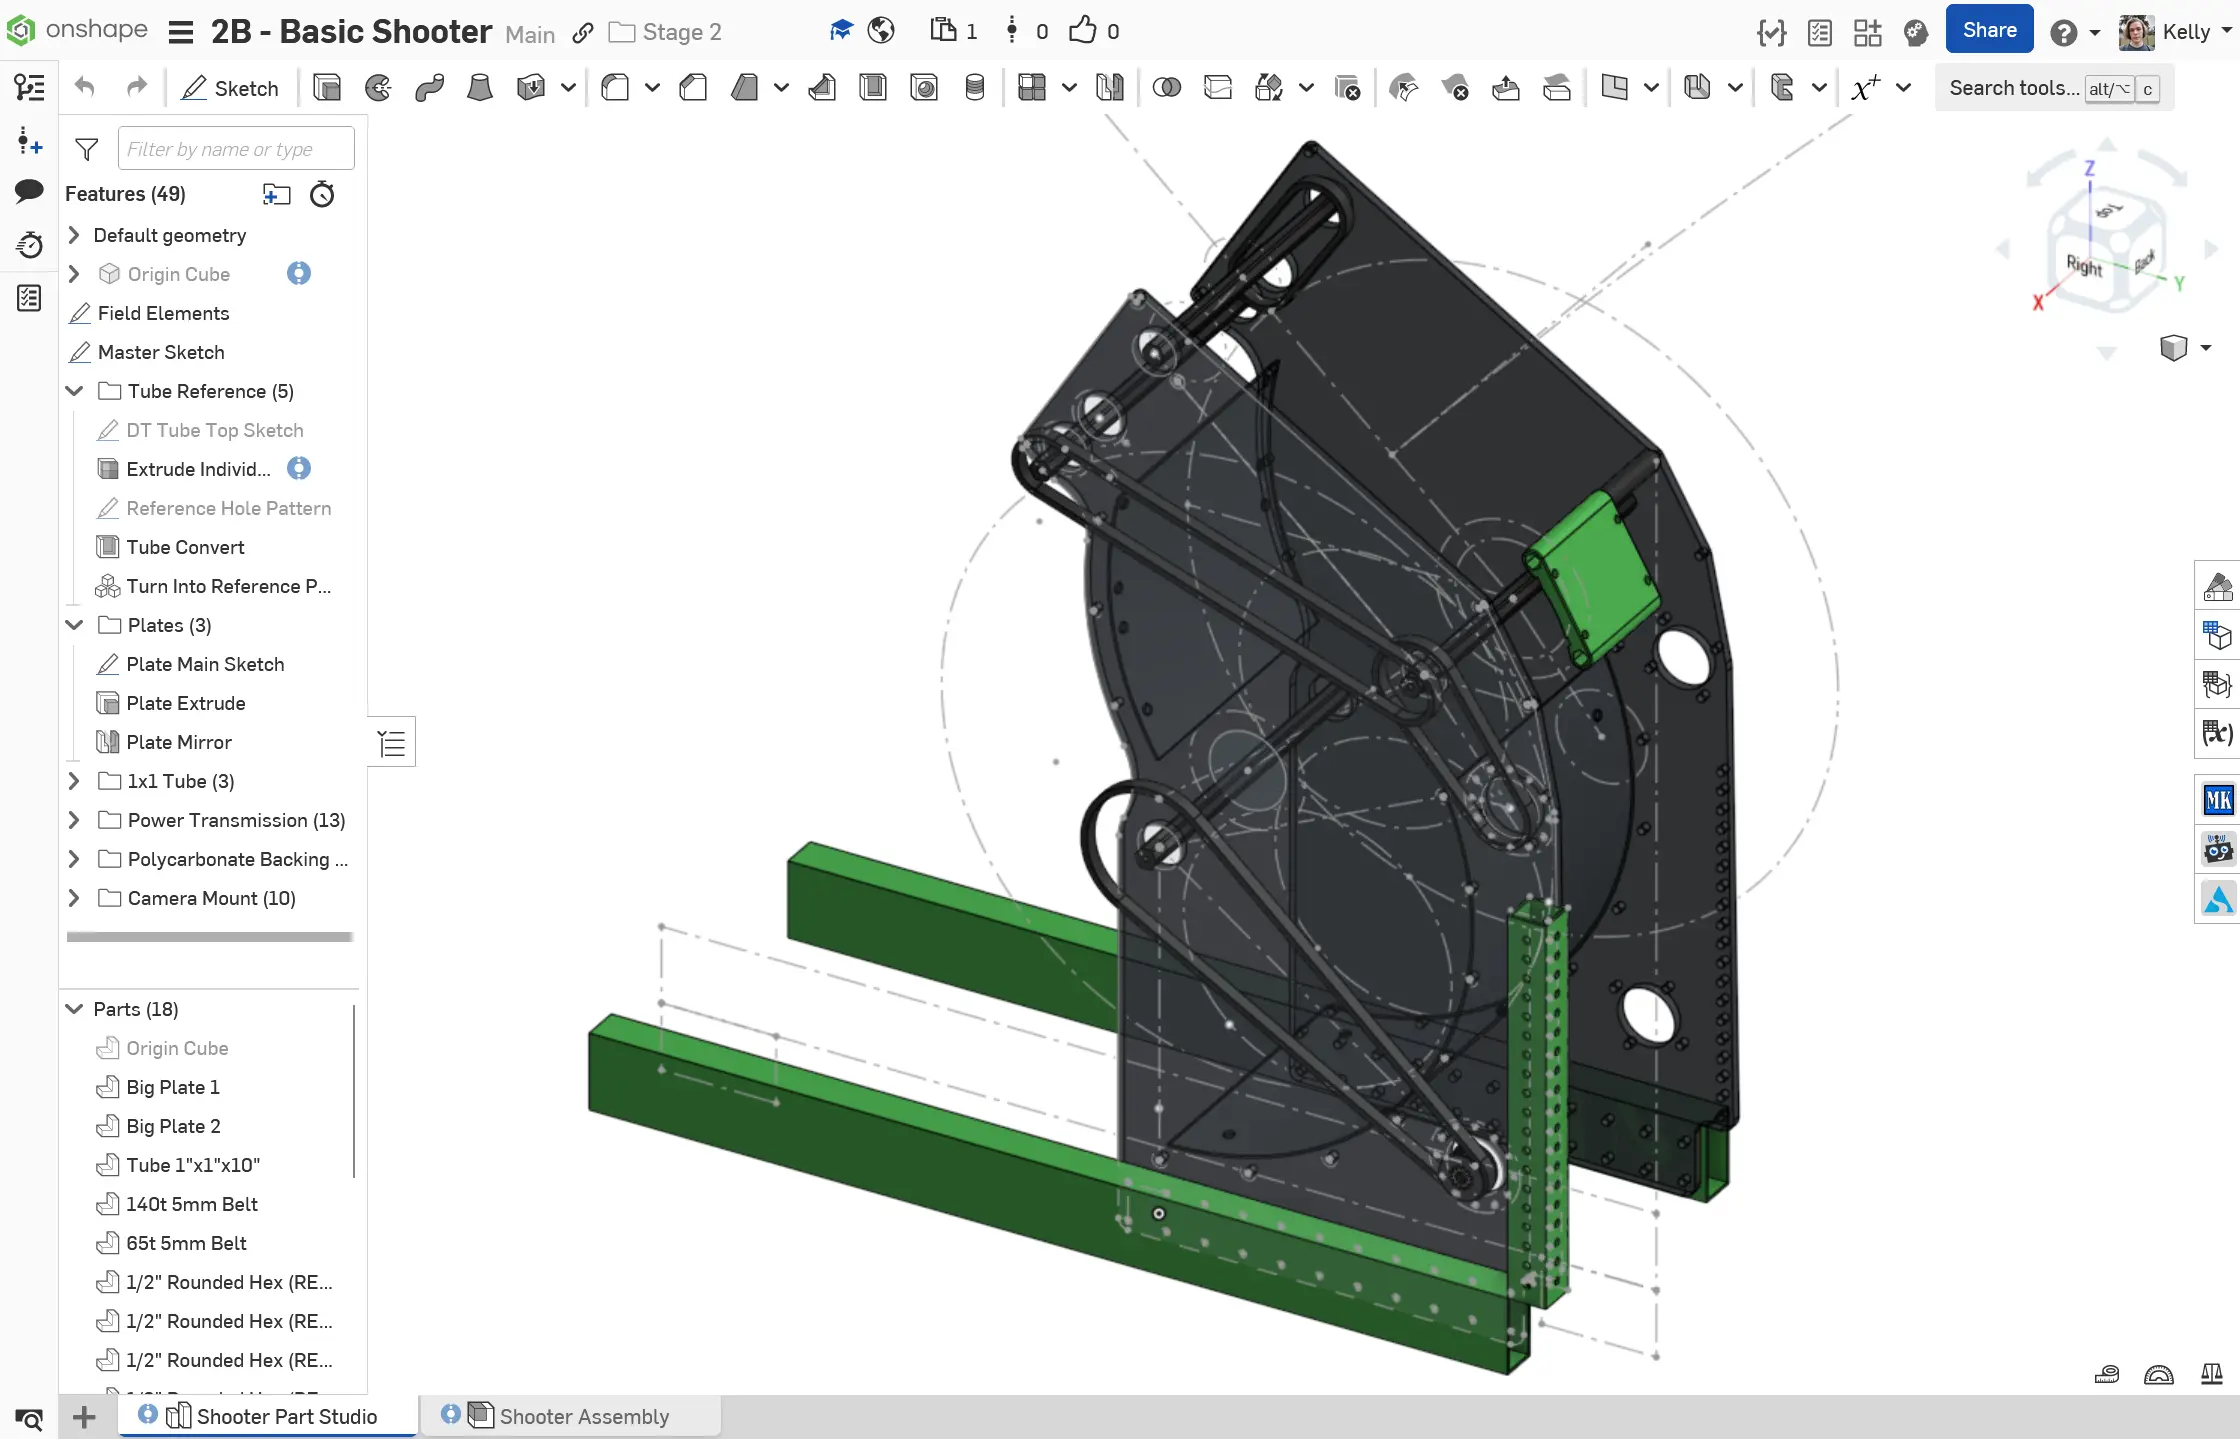 onshape
2B - Basic Shooter Main Stage 2
1 0 0
Share
Kelly
Sketch
Search tools... alt/⌥ c
Filter by name or type
Features (49)
Default geometry
Origin Cube
Field Elements
Master Sketch
Tube Reference (5)
DT Tube Top Sketch
Extrude Individ...
Reference Hole Pattern
Tube Convert
Turn Into Reference P...
Plates (3)
Plate Main Sketch
Plate Extrude
Plate Mirror
1x1 Tube (3)
Power Transmission (13)
Polycarbonate Backing ...
Camera Mount (10)
Parts (18)
Origin Cube
Big Plate 1
Big Plate 2
Tube 1"x1"x10"
140t 5mm Belt
65t 5mm Belt
1/2" Rounded Hex (RE...
1/2" Rounded Hex (RE...
1/2" Rounded Hex (RE...
Z
Top
Right
Back
X
Y
MK
Shooter Part Studio
Shooter Assembly